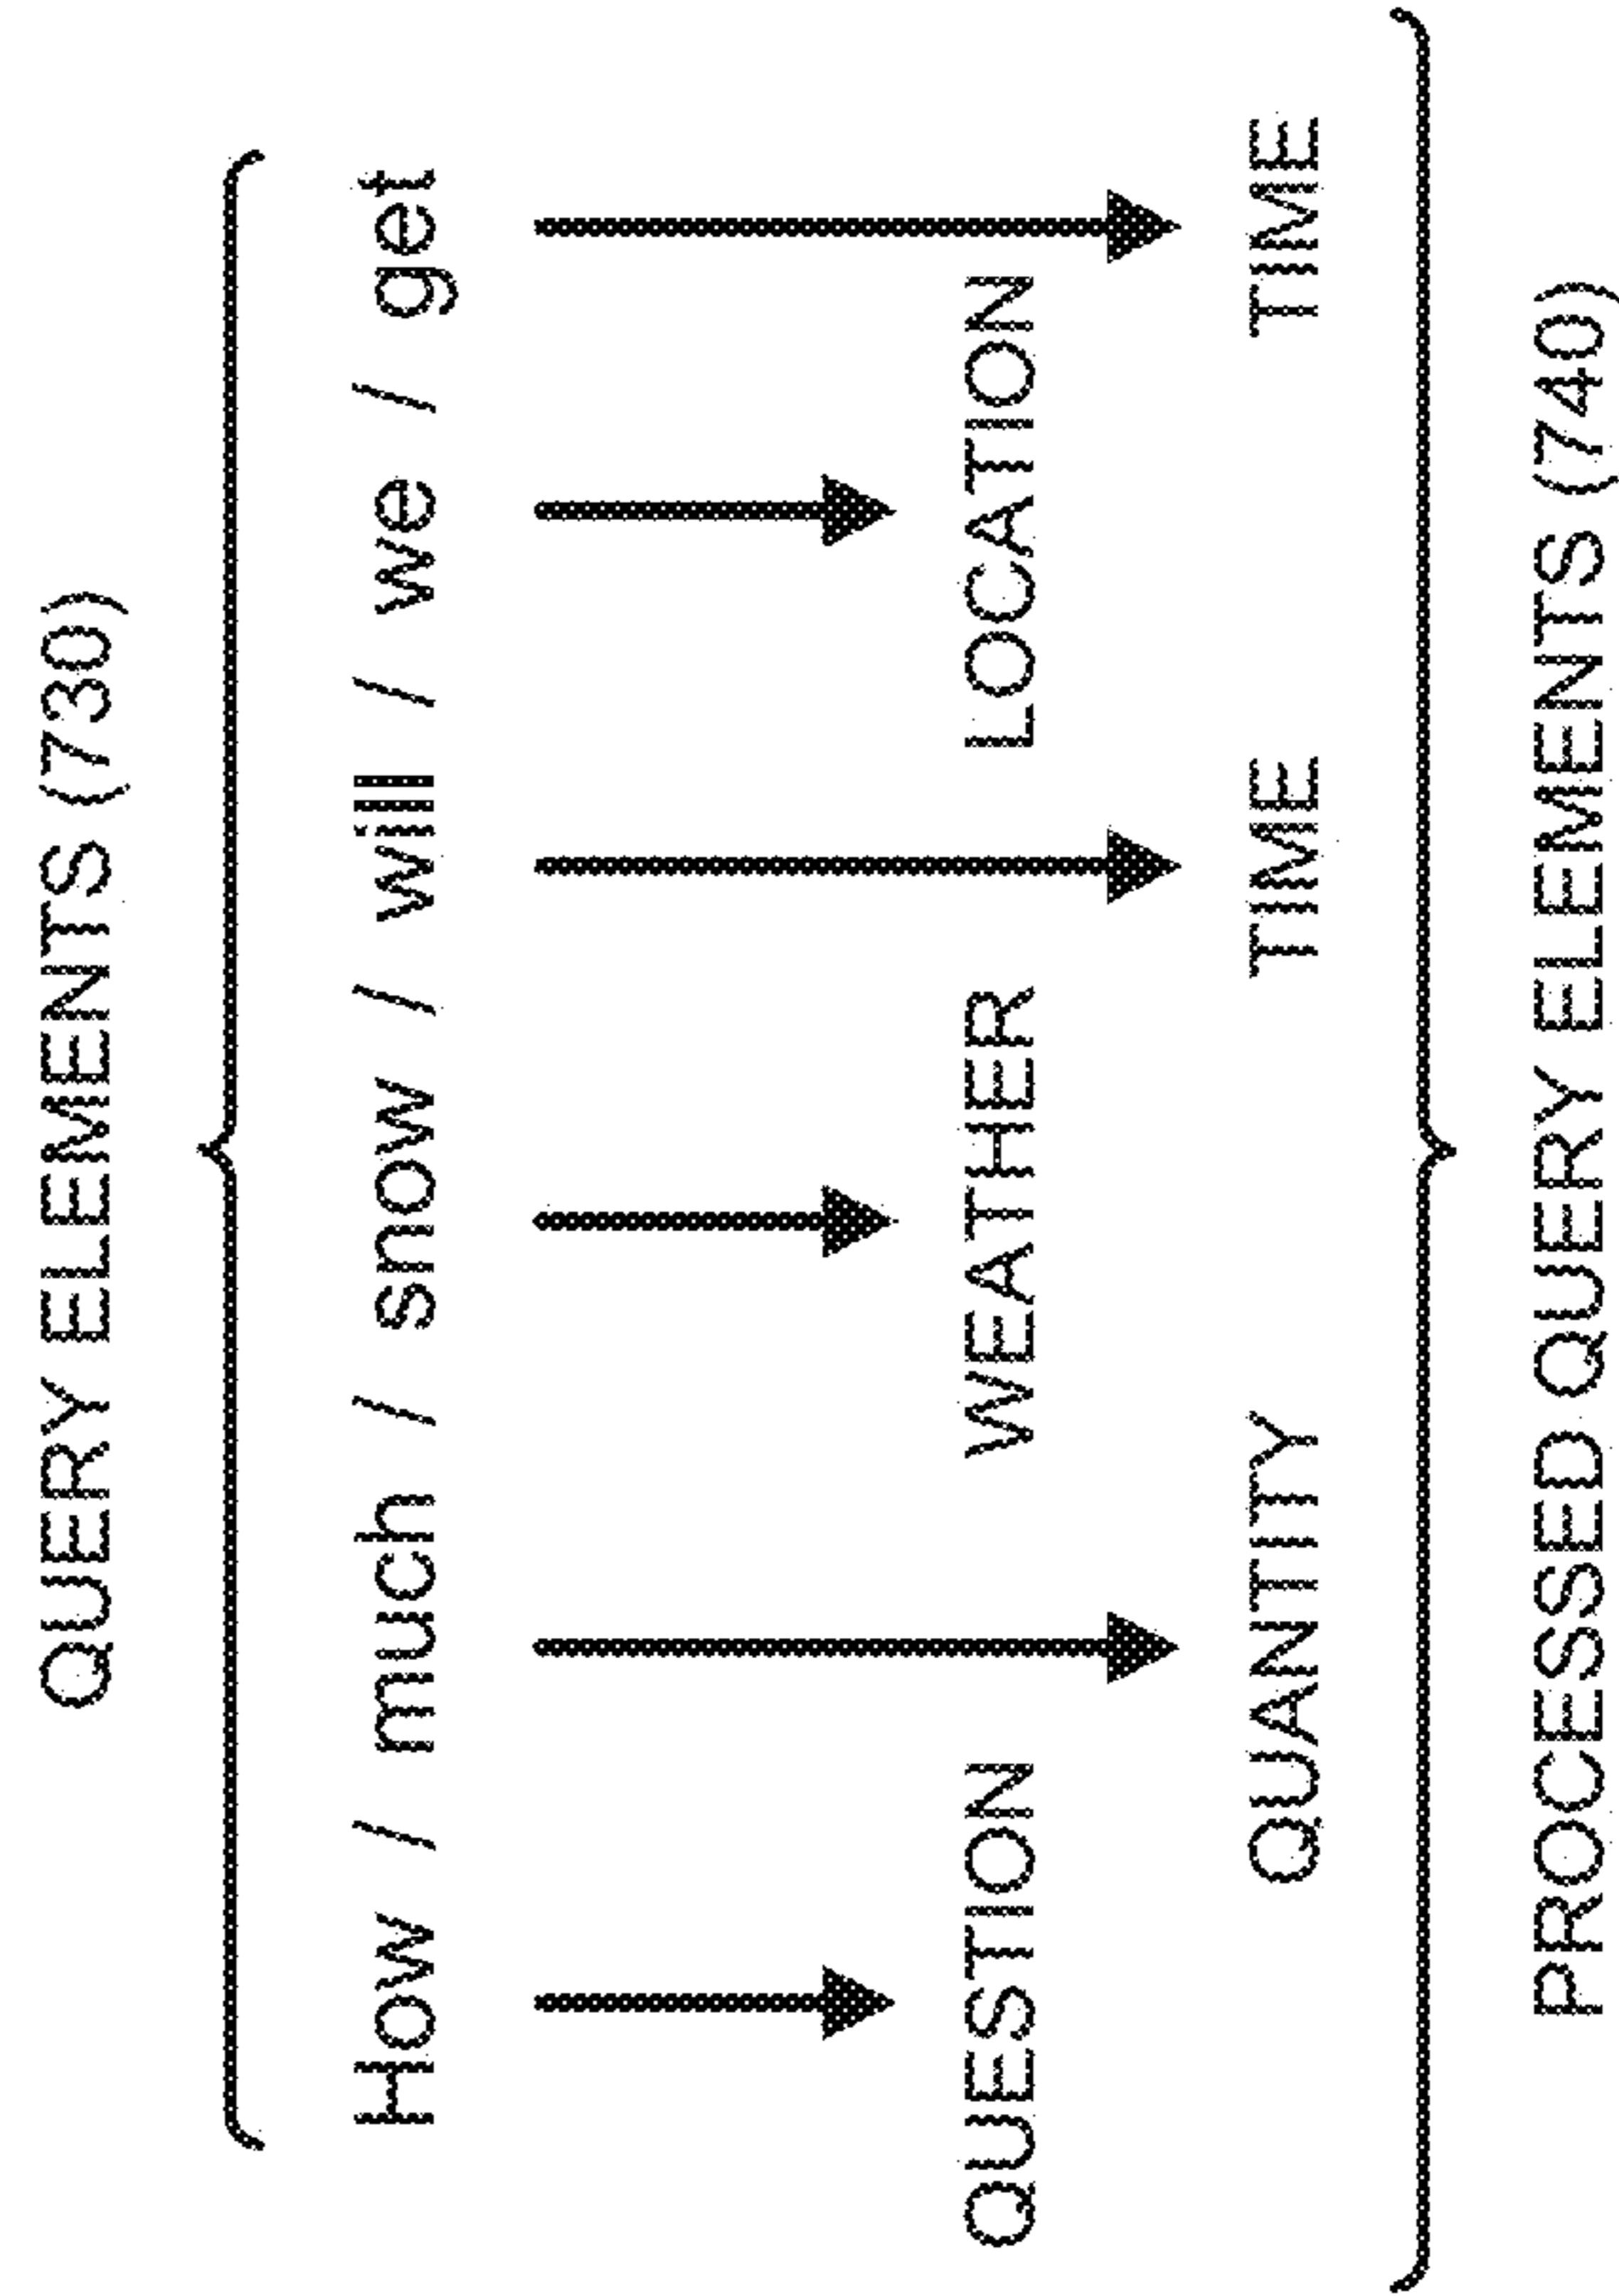 QUERY ELEMENTS (730)
How / much / snow / will / we / get
QUESTION WEATHER LOCATION
QUANTITY TIME TIME
PROCESSED QUERY ELEMENTS (740)